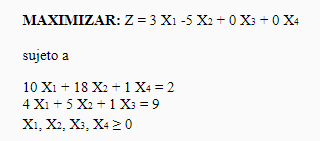 MAXIMIZAR: Z = 3 X1 -5 X2 + 0 X3 + 0 X4
sujeto a
10 X1 + 18 X2 + 1 X4 = 2
4 X1 + 5 X2 + 1 X3 = 9
X1, X2, X3, X4 ≥ 0